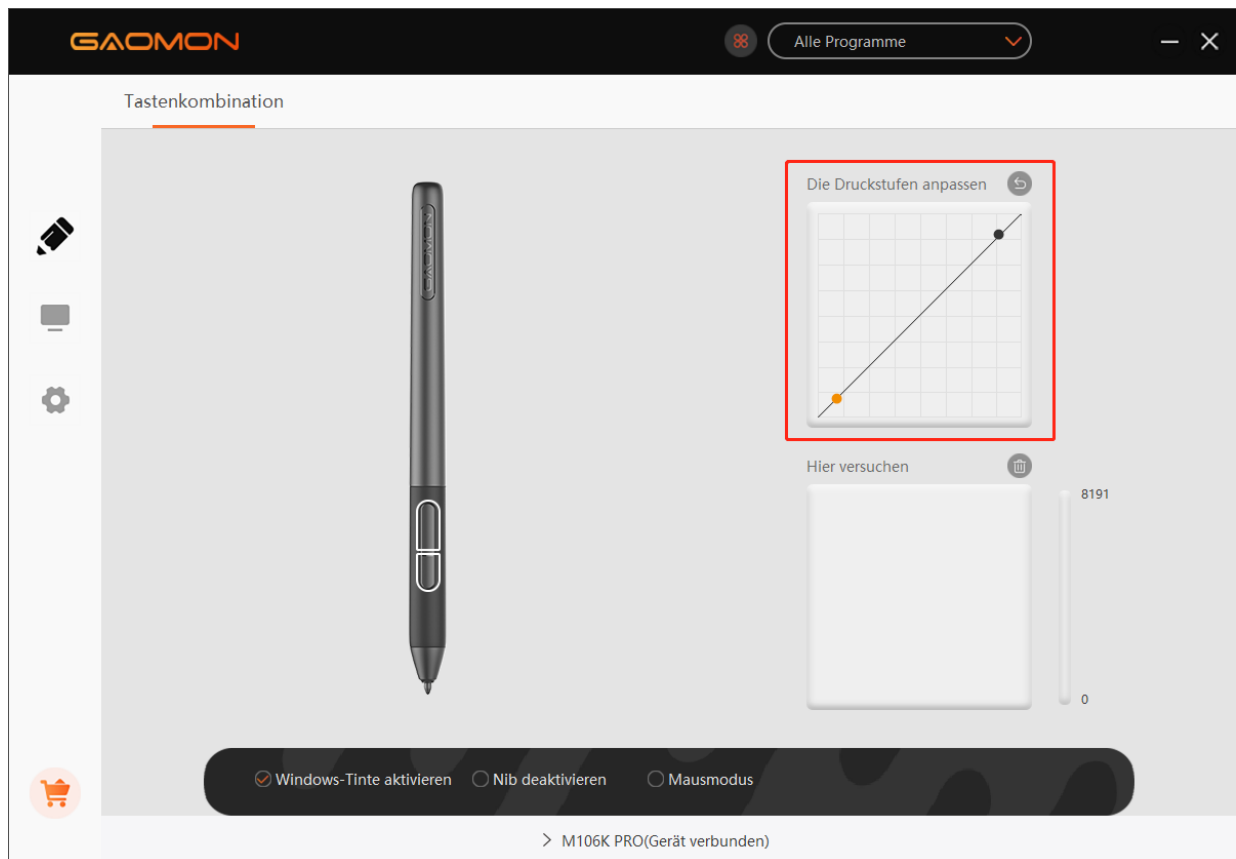 GAOMON
Alle Programme
Tastenkombination
GAOMON
Die Druckstufen anpassen
Hier versuchen
8191
0
Windows-Tinte aktivieren
Nib deaktivieren
Mausmodus
M106K PRO(Gerät verbunden)